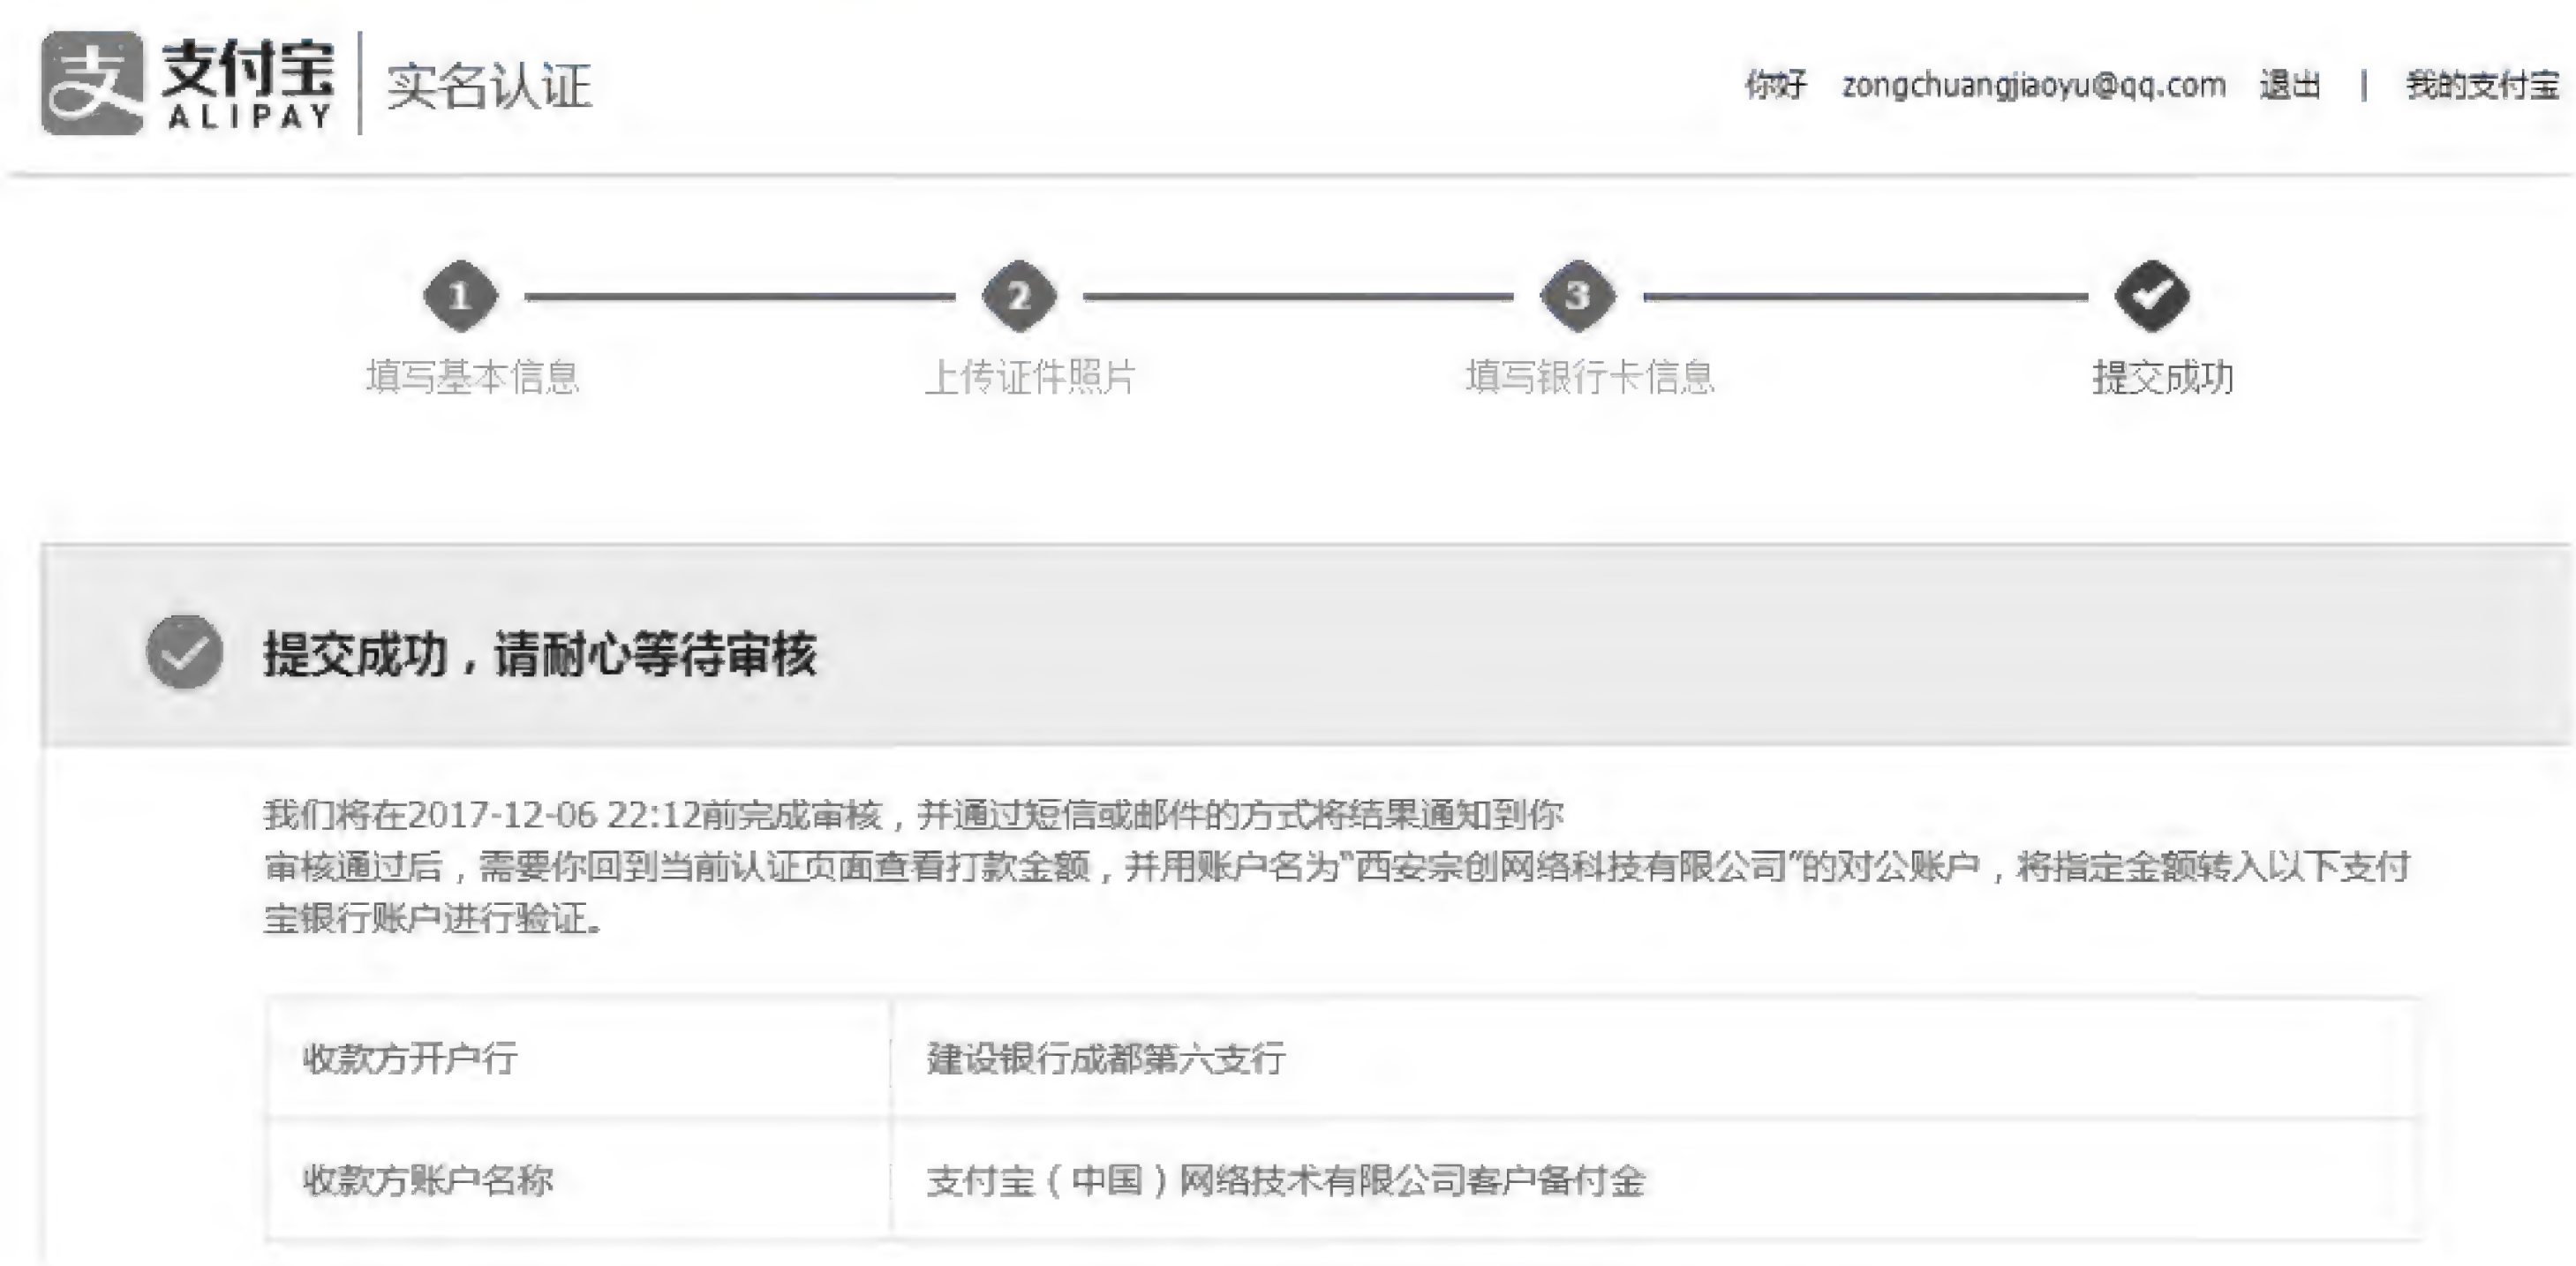 支付宝 ALIPAY | 实名认证
你好 zongchuangjiaoyu@qq.com 退出 | 我的支付宝
1 2 3
填写基本信息 上传证件照片 填写银行卡信息 提交成功
提交成功，请耐心等待审核
我们将在2017-12-06 22:12前完成审核，并通过短信或邮件的方式将结果通知到你
审核通过后，需要你回到当前认证页面查看打款金额，并用账户名为"西安宗创网络科技有限公司"的对公账户，将指定金额转入以下支付
宝银行账户进行验证。
收款方开户行 建设银行成都第六支行
收款方账户名称 支付宝（中国）网络技术有限公司客户备付金